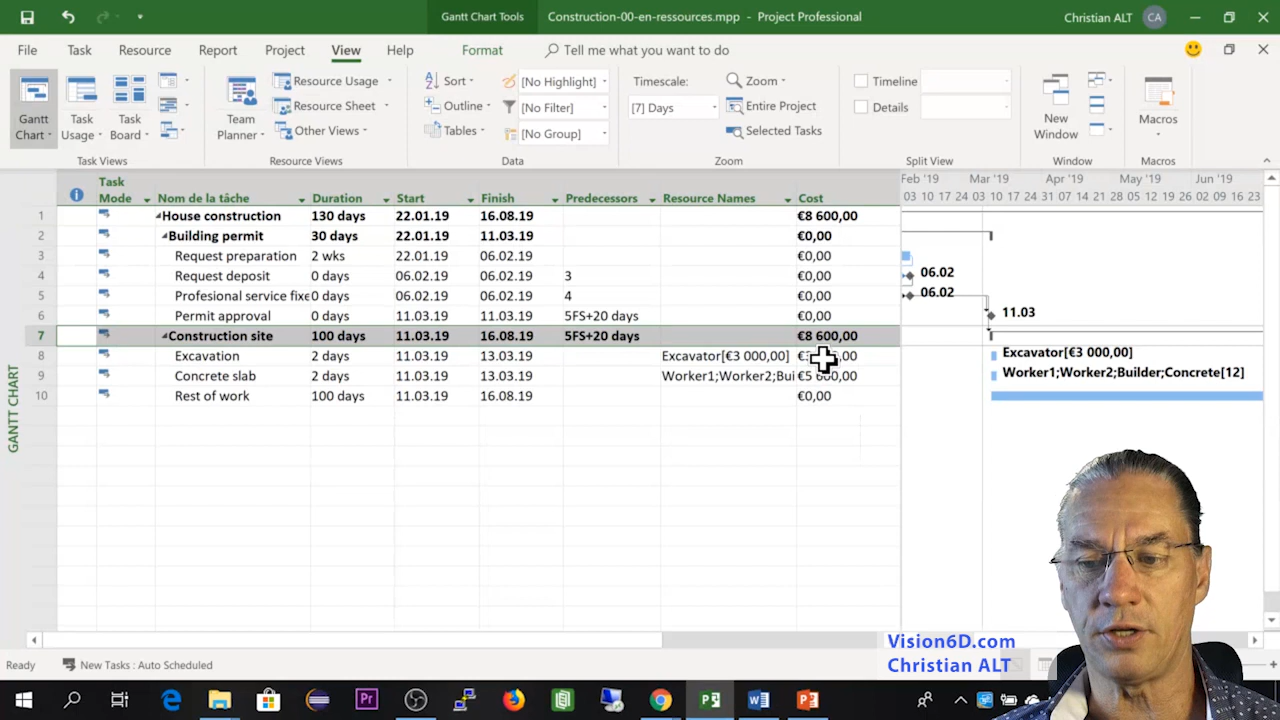 Gantt Chart Tools
Construction-00-en-ressources.mpp - Project Professional
Christian ALT CA
File Task Resource Report Project View Help Format Tell me what you want to do
Gantt Chart
Task Usage
Task Board
Task Views
Team Planner
Resource Usage
Resource Sheet
Other Views
Resource Views
Sort
Outline
Tables
[No Highlight]
[No Filter]
[No Group]
Data
Timescale:
[7] Days
Zoom
Entire Project
Selected Tasks
Zoom
Timeline
Details
Split View
New Window
Window
Macros
Macros
Task Mode Nom de la tâche Duration Start Finish Predecessors Resource Names Cost
Feb '19 Mar '19 Apr '19 May '19 Jun '19
03 10 17 24 03 10 17 24 31 07 14 21 28 05 12 19 26 02 09 16 23
1 House construction 130 days 22.01.19 16.08.19 €8 600,00
2 Building permit 30 days 22.01.19 11.03.19 €0,00
3 Request preparation 2 wks 22.01.19 06.02.19 €0,00
4 Request deposit 0 days 06.02.19 06.02.19 3 €0,00 06.02
5 Profesional service fixe 0 days 06.02.19 06.02.19 4 €0,00 06.02
6 Permit approval 0 days 11.03.19 11.03.19 5FS+20 days €0,00 11.03
7 Construction site 100 days 11.03.19 16.08.19 5FS+20 days €8 600,00
8 Excavation 2 days 11.03.19 13.03.19 Excavator[€3 000,00] Excavator[€3 000,00]
9 Concrete slab 2 days 11.03.19 13.03.19 Worker1;Worker2;Bui €5 600,00 Worker1;Worker2;Builder;Concrete[12]
10 Rest of work 100 days 11.03.19 16.08.19 €0,00
GANTT CHART
Vision6D.com
Christian ALT
Ready New Tasks : Auto Scheduled